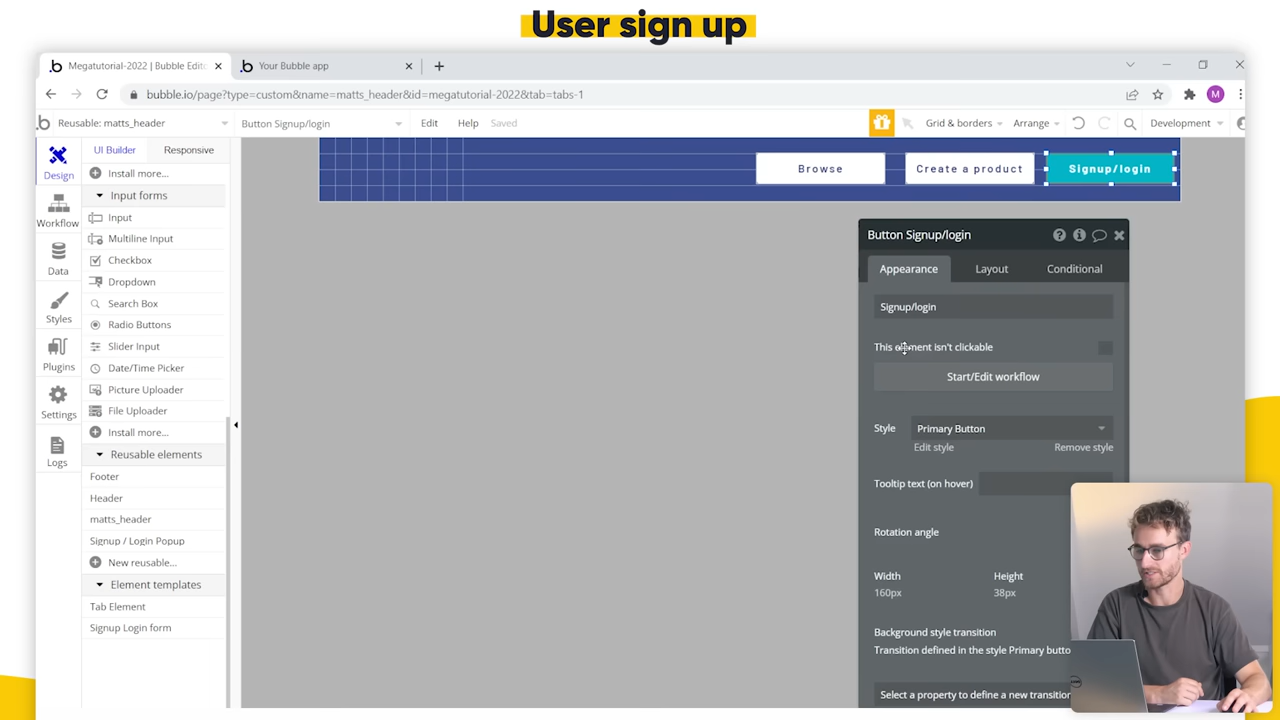 User sign up
Megatutorial-2022 | Bubble Edito
Your Bubble app
bubble.io/page?type=custom&name=matts_header&id=megatutorial-2022&tab=tabs-1
M
Reusable: matts_header
Button Signup/login
Edit
Help
Saved
Grid & borders
Arrange
Development
Design
Workflow
Data
Styles
Plugins
Settings
Logs
UI Builder
Responsive
Install more...
Input forms
Input
Multiline Input
Checkbox
Dropdown
Search Box
Radio Buttons
Slider Input
Date/Time Picker
Picture Uploader
File Uploader
Install more...
Reusable elements
Footer
Header
matts_header
Signup / Login Popup
New reusable...
Element templates
Tab Element
Signup Login form
Browse
Create a product
Signup/login
Button Signup/login
Appearance
Layout
Conditional
Signup/login
This element isn't clickable
Start/Edit workflow
Style
Primary Button
Edit style
Remove style
Tooltip text (on hover)
Rotation angle
Width
Height
160px
38px
Background style transition
Transition defined in the style Primary butto
Select a property to define a new transition